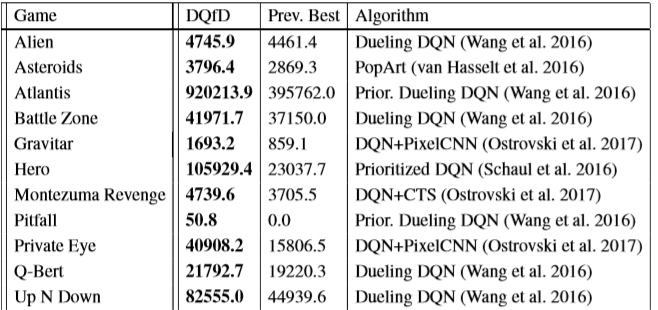 Game DQfD Prev. Best Algorithm
Alien 4745.9 4461.4 Dueling DQN (Wang et al. 2016)
Asteroids 3796.4 2869.3 PopArt (van Hasselt et al. 2016)
Atlantis 920213.9 395762.0 Prior. Dueling DQN (Wang et al. 2016)
Battle Zone 41971.7 37150.0 Dueling DQN (Wang et al. 2016)
Gravitar 1693.2 859.1 DQN+PixelCNN (Ostrovski et al. 2017)
Hero 105929.4 23037.7 Prioritized DQN (Schaul et al. 2016)
Montezuma Revenge 4739.6 3705.5 DQN+CTS (Ostrovski et al. 2017)
Pitfall 50.8 0.0 Prior. Dueling DQN (Wang et al. 2016)
Private Eye 40908.2 15806.5 DQN+PixelCNN (Ostrovski et al. 2017)
Q-Bert 21792.7 19220.3 Dueling DQN (Wang et al. 2016)
Up N Down 82555.0 44939.6 Dueling DQN (Wang et al. 2016)